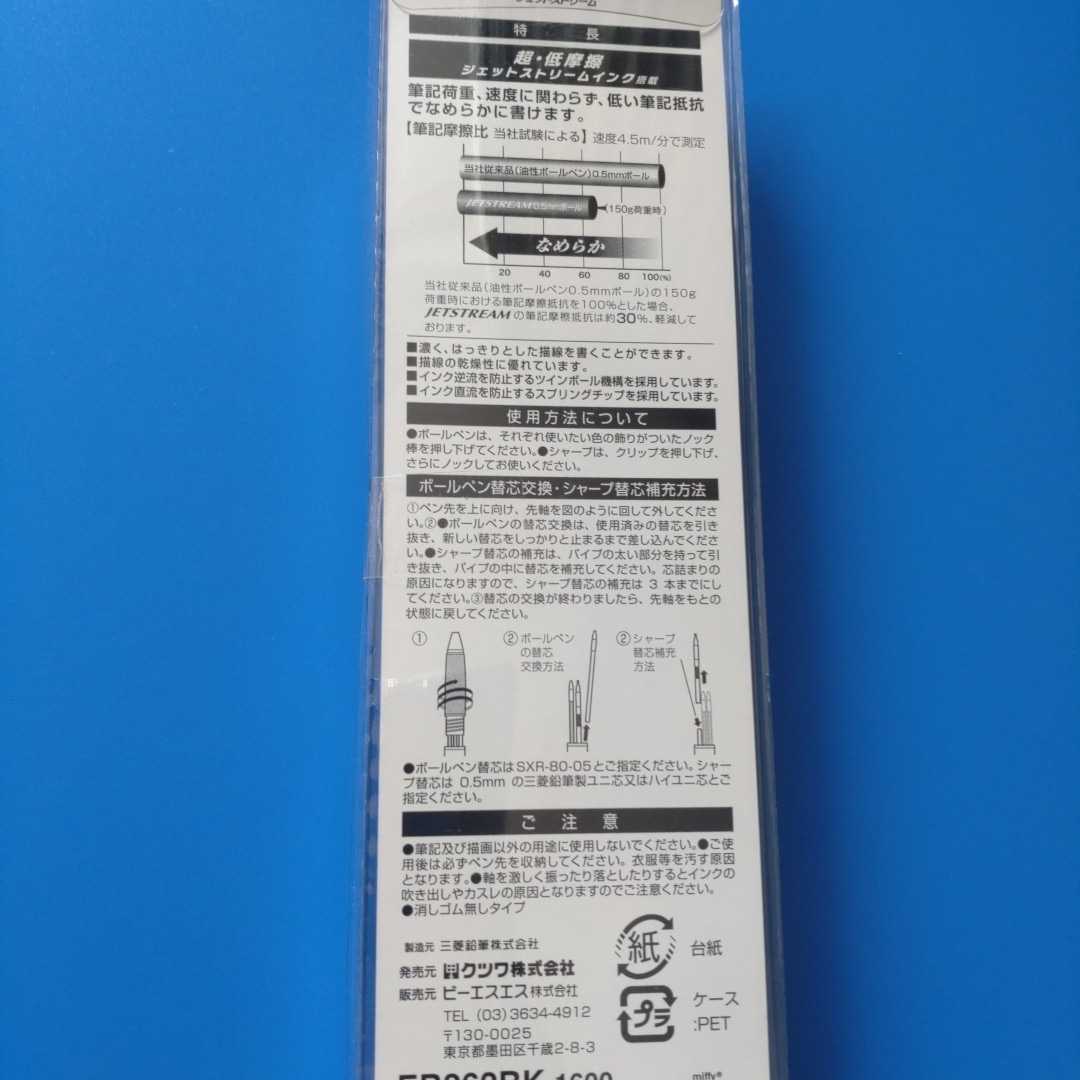 ジェットストリーム
特長
超・低摩擦
ジェットストリームインク搭載
筆記荷重、速度に関わらず、低い筆記抵抗
でなめらかに書けます。
【筆記摩擦比 当社試験による】速度4.5m/分で測定
当社従来品(油性ボールペン)0.5mmボール
JETSTREAM 0.5mmボール (150g荷重時)
なめらか
20 40 60 80 100(%)
当社従来品(油性ボールペン0.5mmボール)の150g
荷重時における筆記摩擦抵抗を100%とした場合、
JETSTREAMの筆記摩擦抵抗は約30%、軽減して
おります。
■濃く、はっきりとした描線を書くことができます。
■描線の乾燥性に優れています。
■インク逆流を防止するツインボール機構を採用しています。
■インク直流を防止するスプリングチップを採用しています。
使用方法について
●ボールペンは、それぞれ使いたい色の飾りがついたノック
棒を押し下げてください。●シャープは、クリップを押し下げ、
さらにノックしてお使いください。
ボールペン替芯交換・シャープ替芯補充方法
①ペン先を上に向け、先軸を図のように回して外してくださ
い。②●ボールペンの替芯交換は、使用済みの替芯を引き
抜き、新しい替芯をしっかりと止まるまで差し込んでくださ
い。●シャープ替芯の補充は、パイプの太い部分を持って引
き抜き、パイプの中に替芯を補充してください。芯詰まりの
原因になりますので、シャープ替芯の補充は3本までにし
てください。③替芯の交換が終わりましたら、先軸をもとの
状態に戻してください。
① ②ボールペン ②シャープ
の替芯 替芯補充
交換方法 方法
●ボールペン替芯はSXR-80-05とご指定ください。シャー
プ替芯は0.5mmの三菱鉛筆製ユニ芯又はハイユニ芯とご
指定ください。
ご注意
●筆記及び描画以外の用途に使用しないでください。●ご使
用後は必ずペン先を収納してください。衣服等を汚す原因
となります。●軸を激しく振ったり落としたりするとインクの
吹き出しやカスレの原因となりますのでご注意ください。
●消しゴム無しタイプ
製造元 三菱鉛筆株式会社
発売元 クツワ株式会社
販売元 ビーエスエス株式会社
TEL (03)3634-4912
〒130-0025
東京都墨田区千歳2-8-3
紙 台紙
プラ ケース
:PET
miffy®